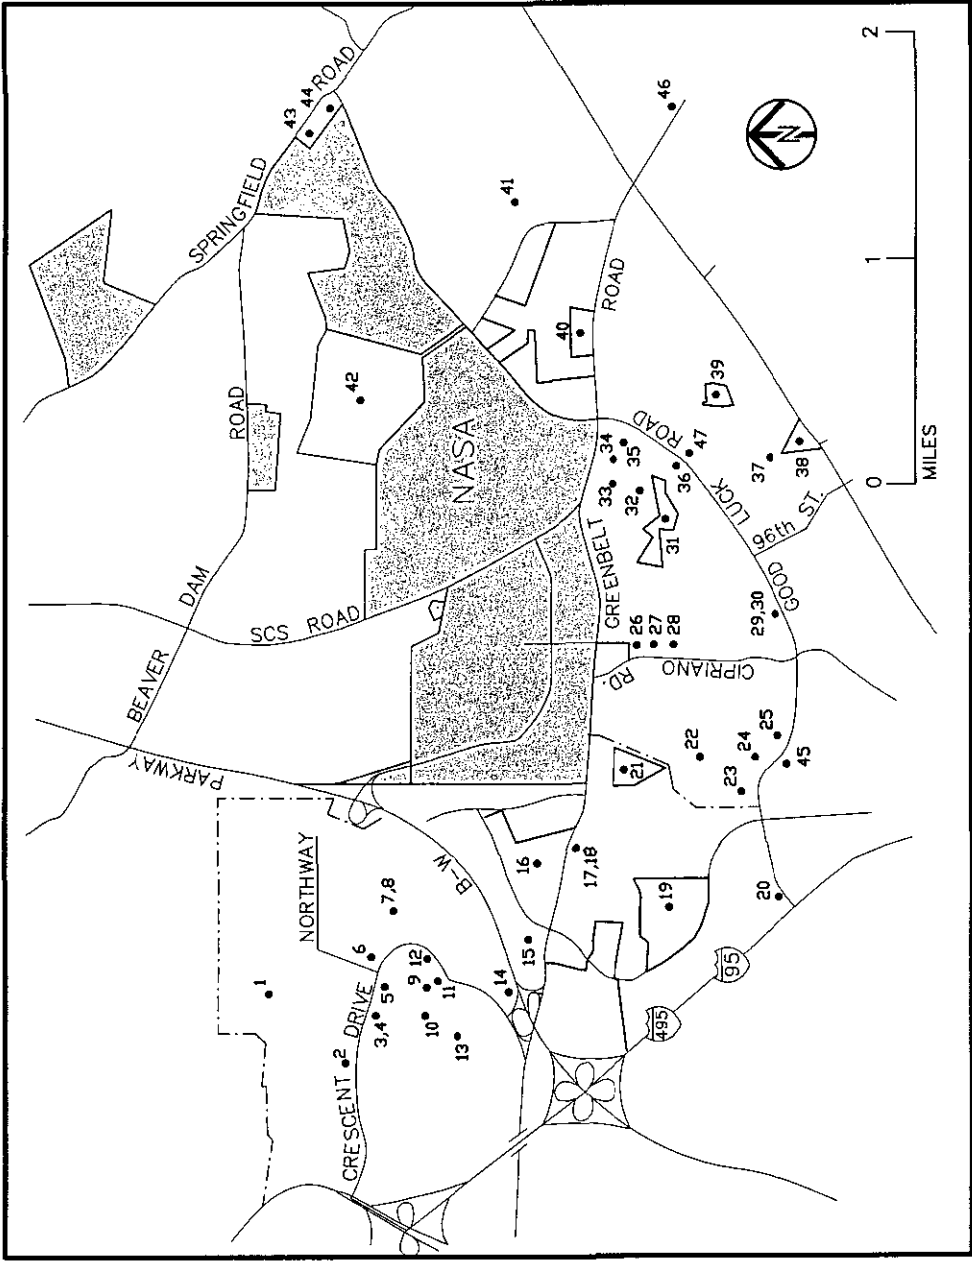 SPRINGFIELD
ROAD
43
44
46
41
ROAD
40
39
42
ROAD
NASA
34
35
ROAD
47
36
33
32
31
LUCK
37
38
96th ST.
GOOD
29,30
GREENBELT
26
27
28
CIPRIANO
RD.
BEAVER
DAM
SCS ROAD
PARKWAY
B-W
21
22
23
24
25
45
16
17,18
19
20
15
14
NORTHWAY
7,8
6
12
9
11
5
3,4
10
13
1
2
CRESCENT DRIVE
95
495
N
0
1
2
MILES